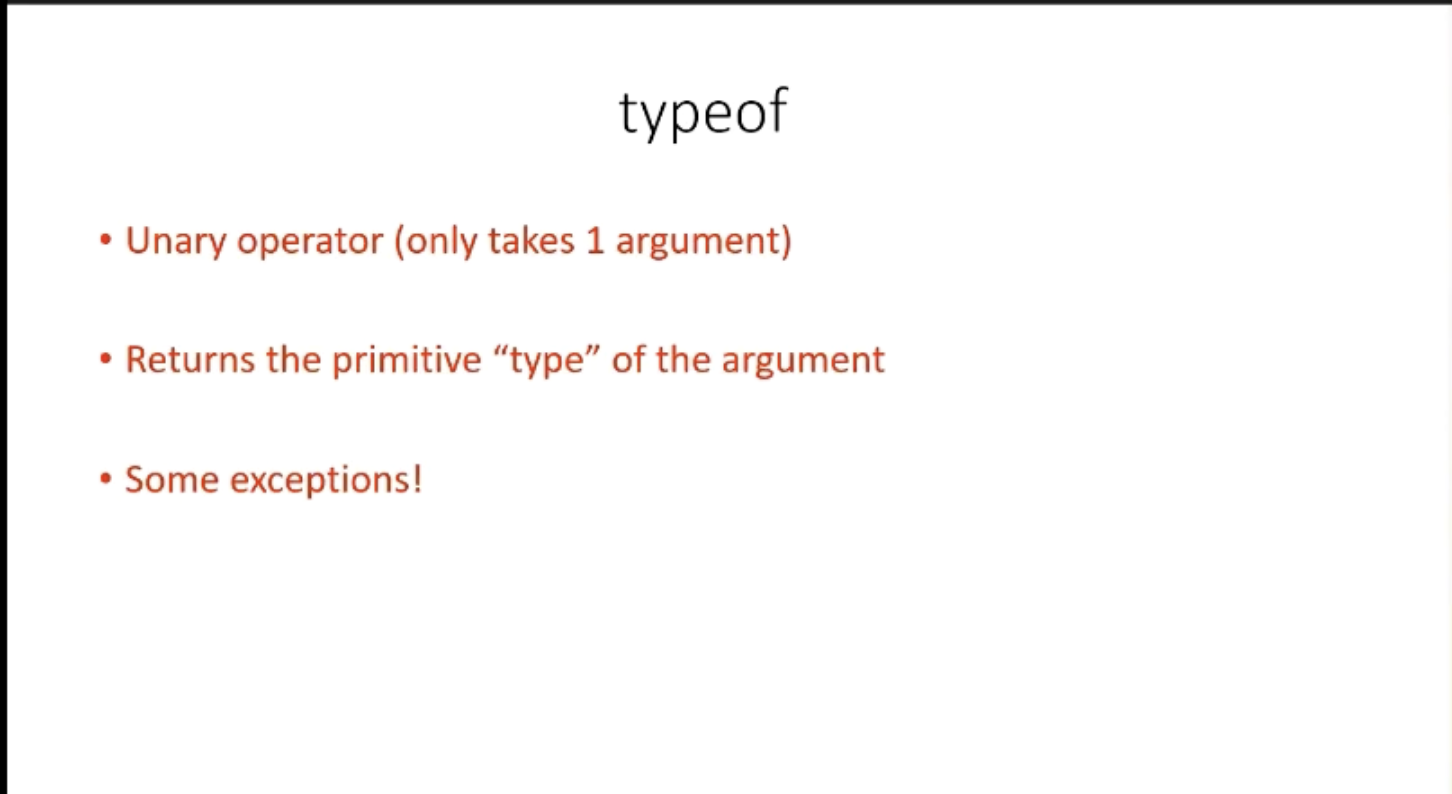 typeof
• Unary operator (only takes 1 argument)
• Returns the primitive “type” of the argument
• Some exceptions!